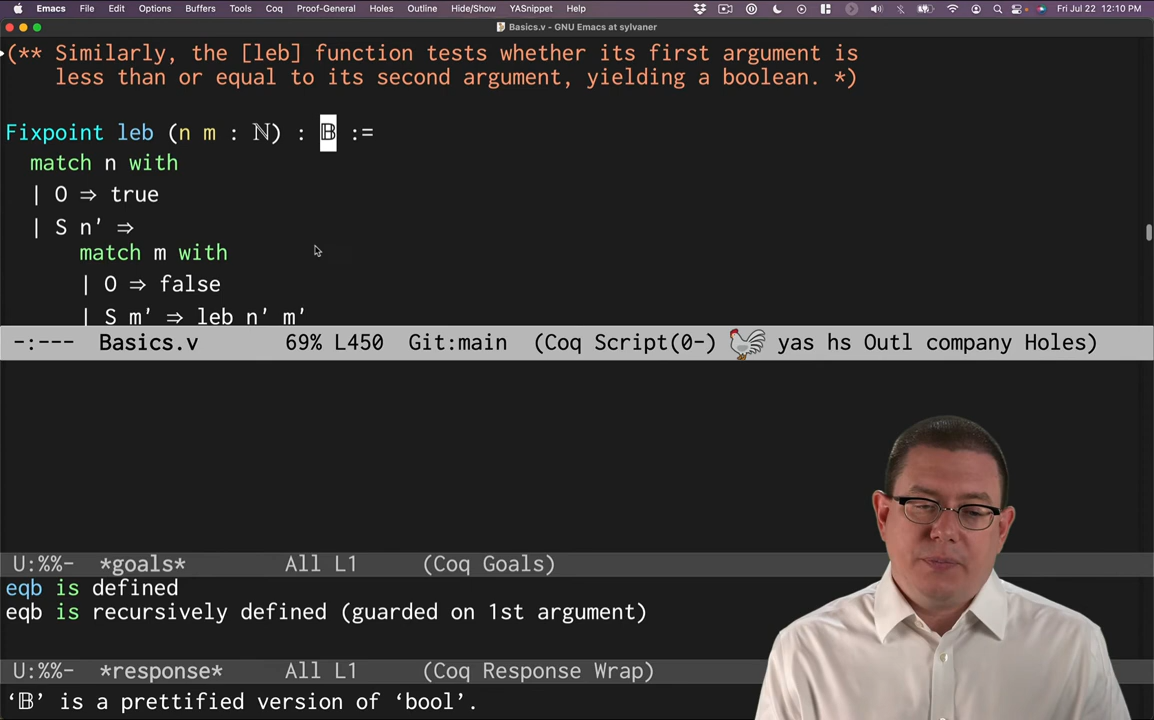 Emacs File Edit Options Buffers Tools Coq Proof-General Holes Outline Hide/Show YASnippet Help Fri Jul 22 12:10 PM
Basics.v - GNU Emacs at sylvaner
(** Similarly, the [leb] function tests whether its first argument is
less than or equal to its second argument, yielding a boolean. *)
Fixpoint leb (n m : ℕ) : 𝔹 :=
match n with
| O ⇒ true
| S n' ⇒
match m with
| O ⇒ false
| S m' ⇒ leb n' m'
-:--- Basics.v 69% L450 Git:main (Coq Script(0-) 🐓 yas hs Outl company Holes)
U:%%- *goals* All L1 (Coq Goals)
eqb is defined
eqb is recursively defined (guarded on 1st argument)
U:%%- *response* All L1 (Coq Response Wrap)
‘𝔹’ is a prettified version of ‘bool’.